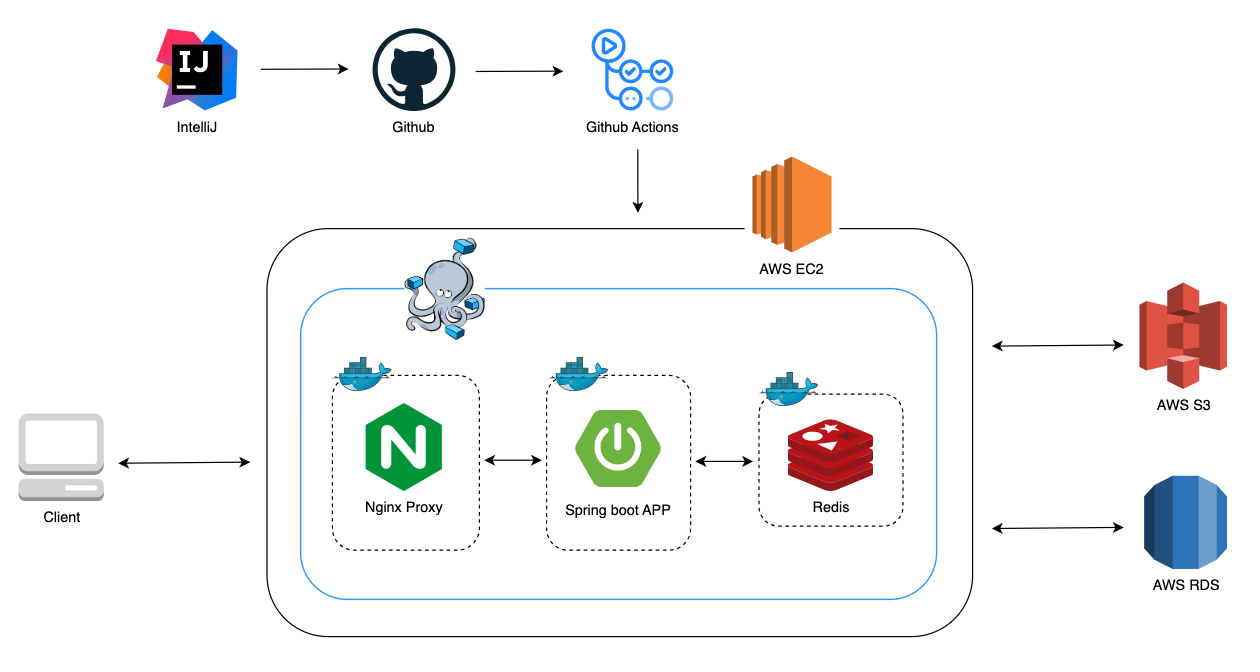 IJ
IntelliJ
Github
Github Actions
AWS EC2
AWS S3
N
Nginx Proxy
Spring boot APP
Redis
Client
AWS RDS